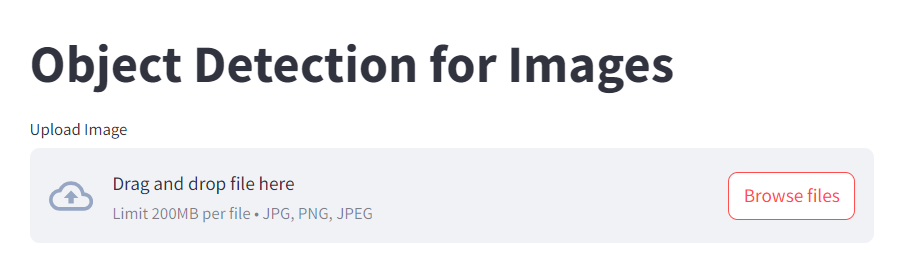 Object Detection for Images
Upload Image
Drag and drop file here
Limit 200MB per file • JPG, PNG, JPEG
Browse files